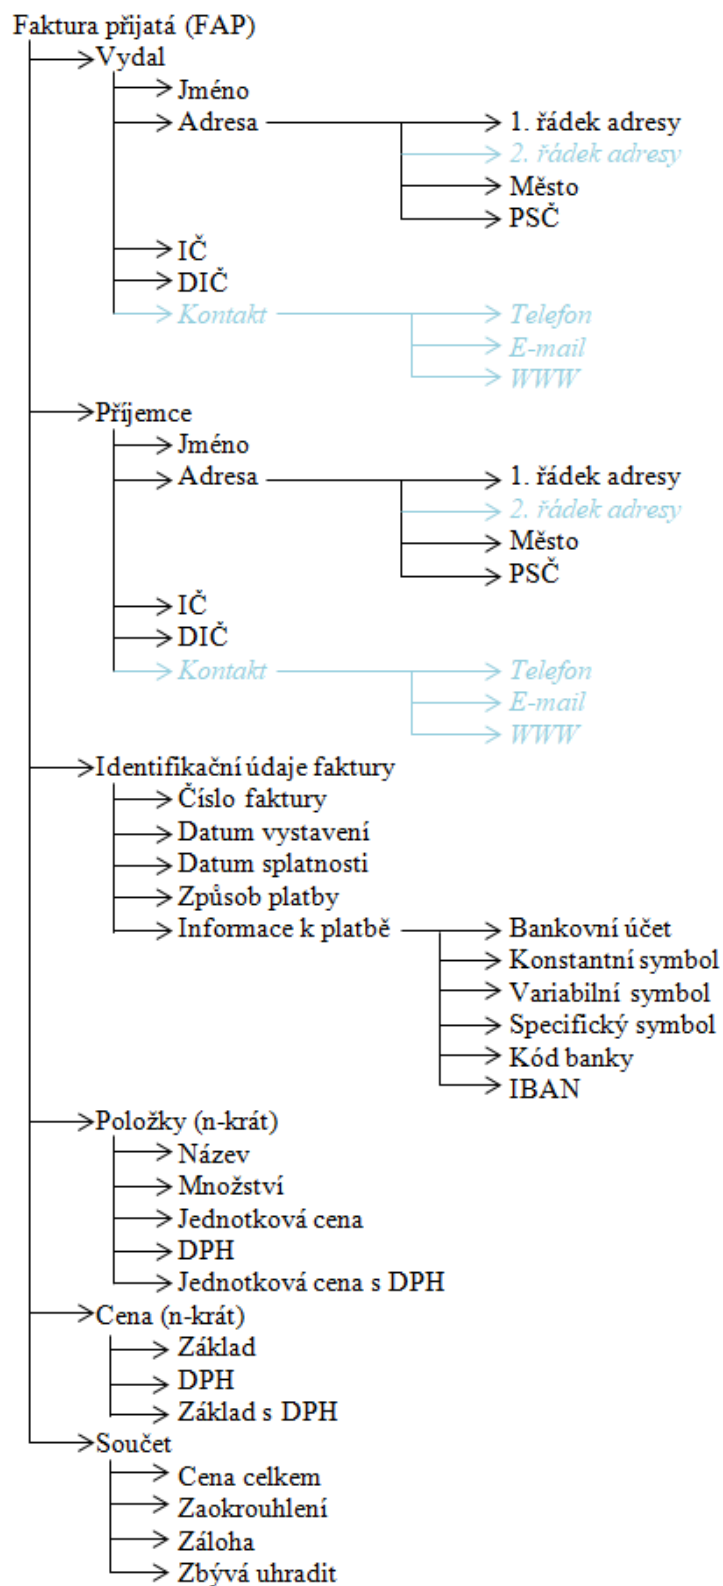 Faktura přijatá (FAP)
Vydal
Jméno
Adresa
1. řádek adresy
2. řádek adresy
Město
PSČ
IČ
DIČ
Kontakt
Telefon
E-mail
WWW
Příjemce
Jméno
Adresa
1. řádek adresy
2. řádek adresy
Město
PSČ
IČ
DIČ
Kontakt
Telefon
E-mail
WWW
Identifikační údaje faktury
Číslo faktury
Datum vystavení
Datum splatnosti
Způsob platby
Informace k platbě
Bankovní účet
Konstantní symbol
Variabilní symbol
Specifický symbol
Kód banky
IBAN
Položky (n-krát)
Název
Množství
Jednotková cena
DPH
Jednotková cena s DPH
Cena (n-krát)
Základ
DPH
Základ s DPH
Součet
Cena celkem
Zaokrouhlení
Záloha
Zbývá uhradit